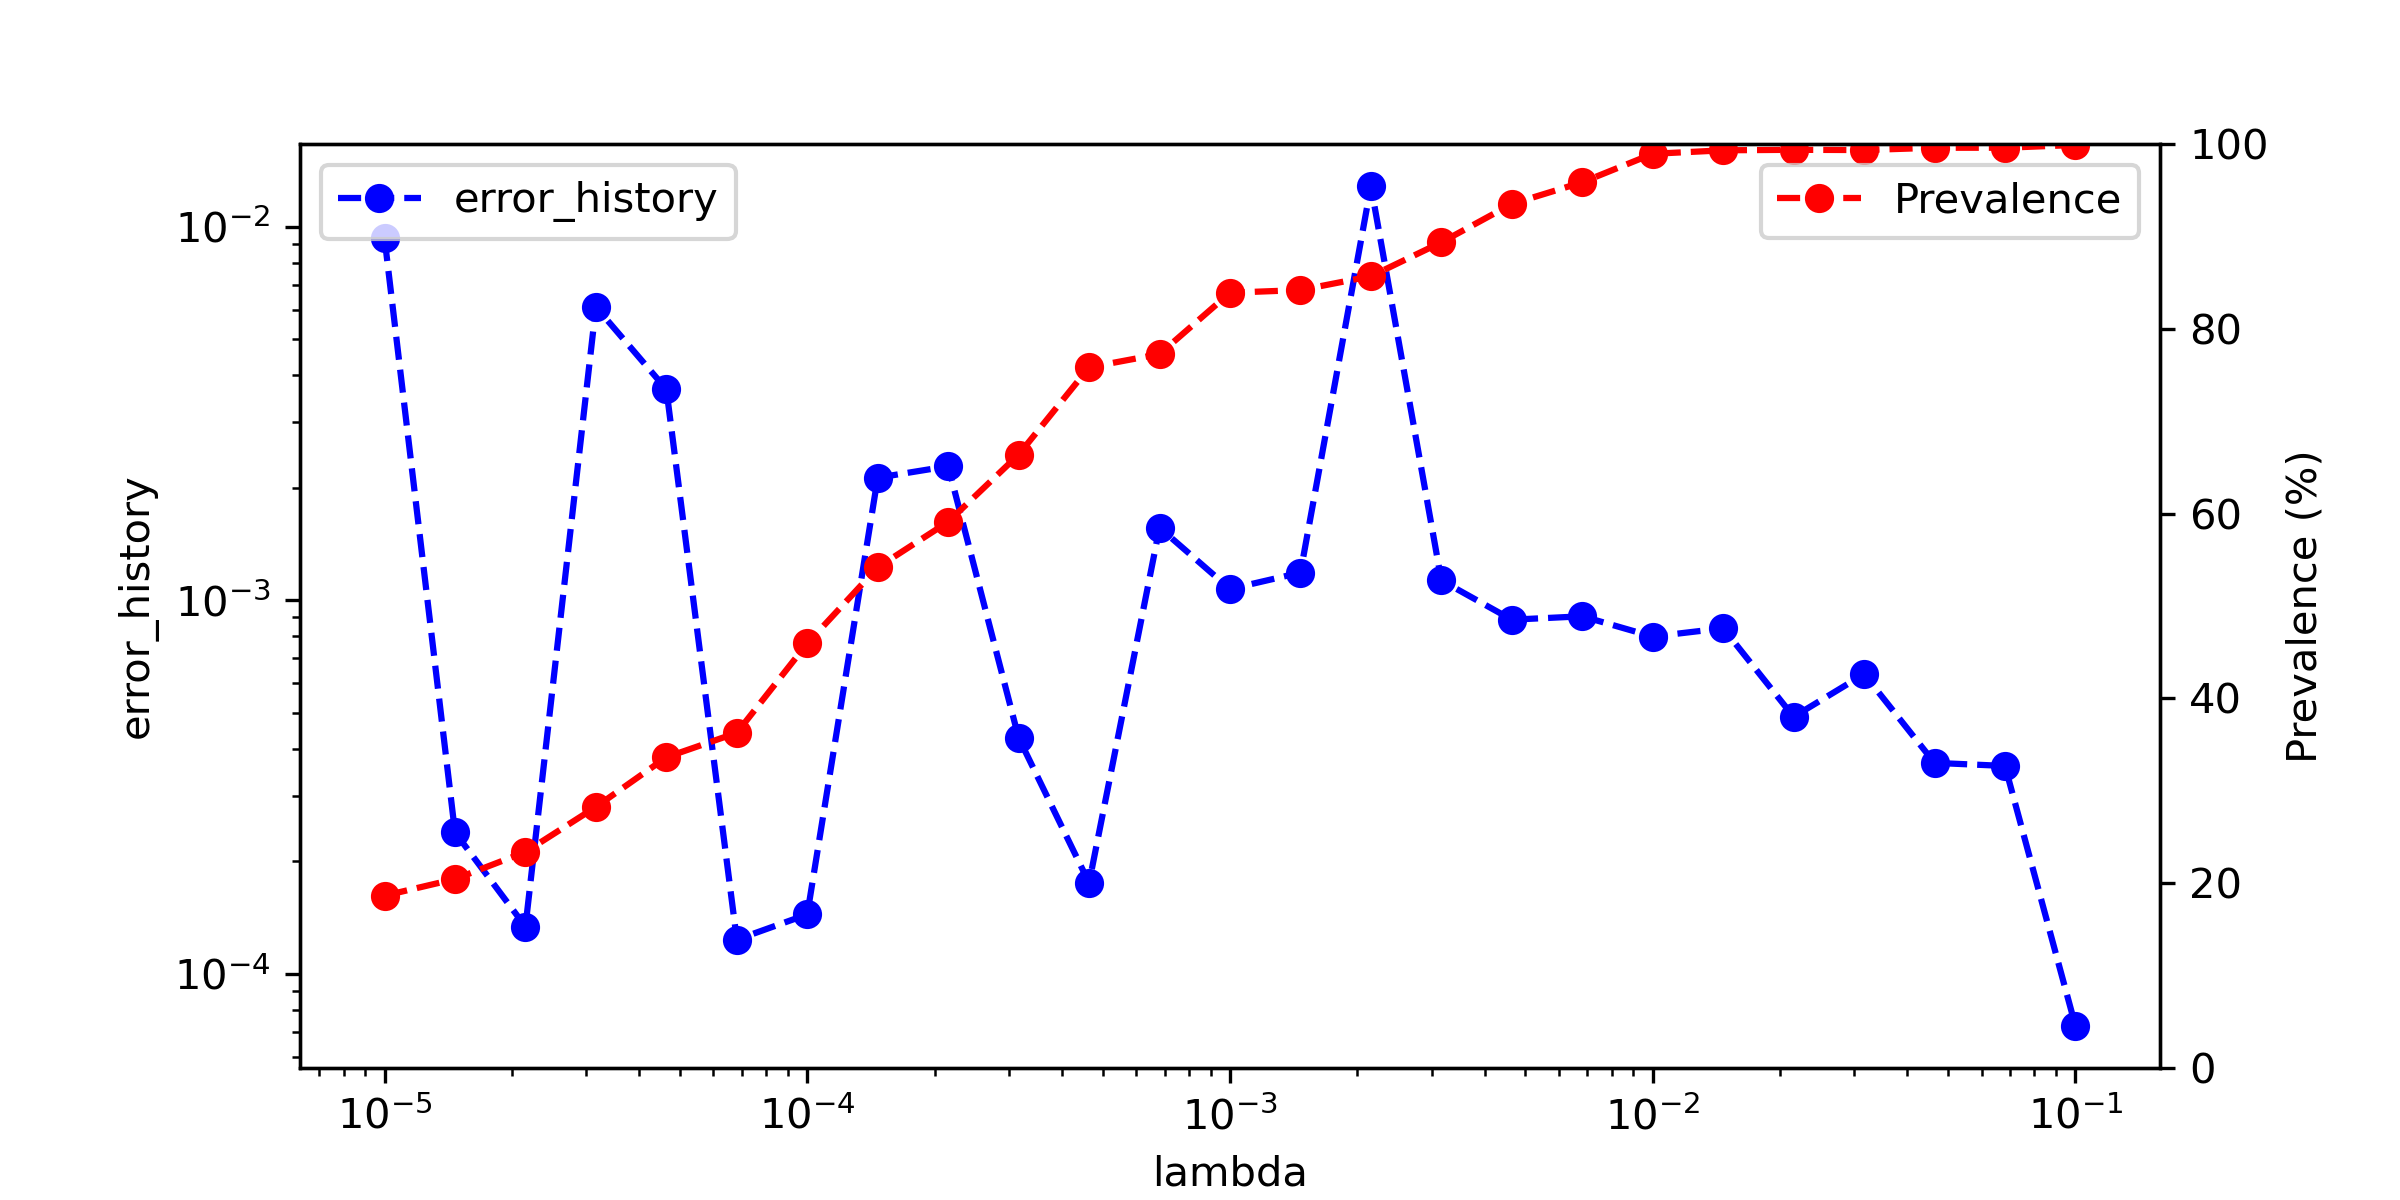 error_history
Prevalence
10⁻²
10⁻³
10⁻⁴
error_history
100
80
60
40
20
0
Prevalence (%)
10⁻⁵
10⁻⁴
10⁻³
10⁻²
10⁻¹
lambda